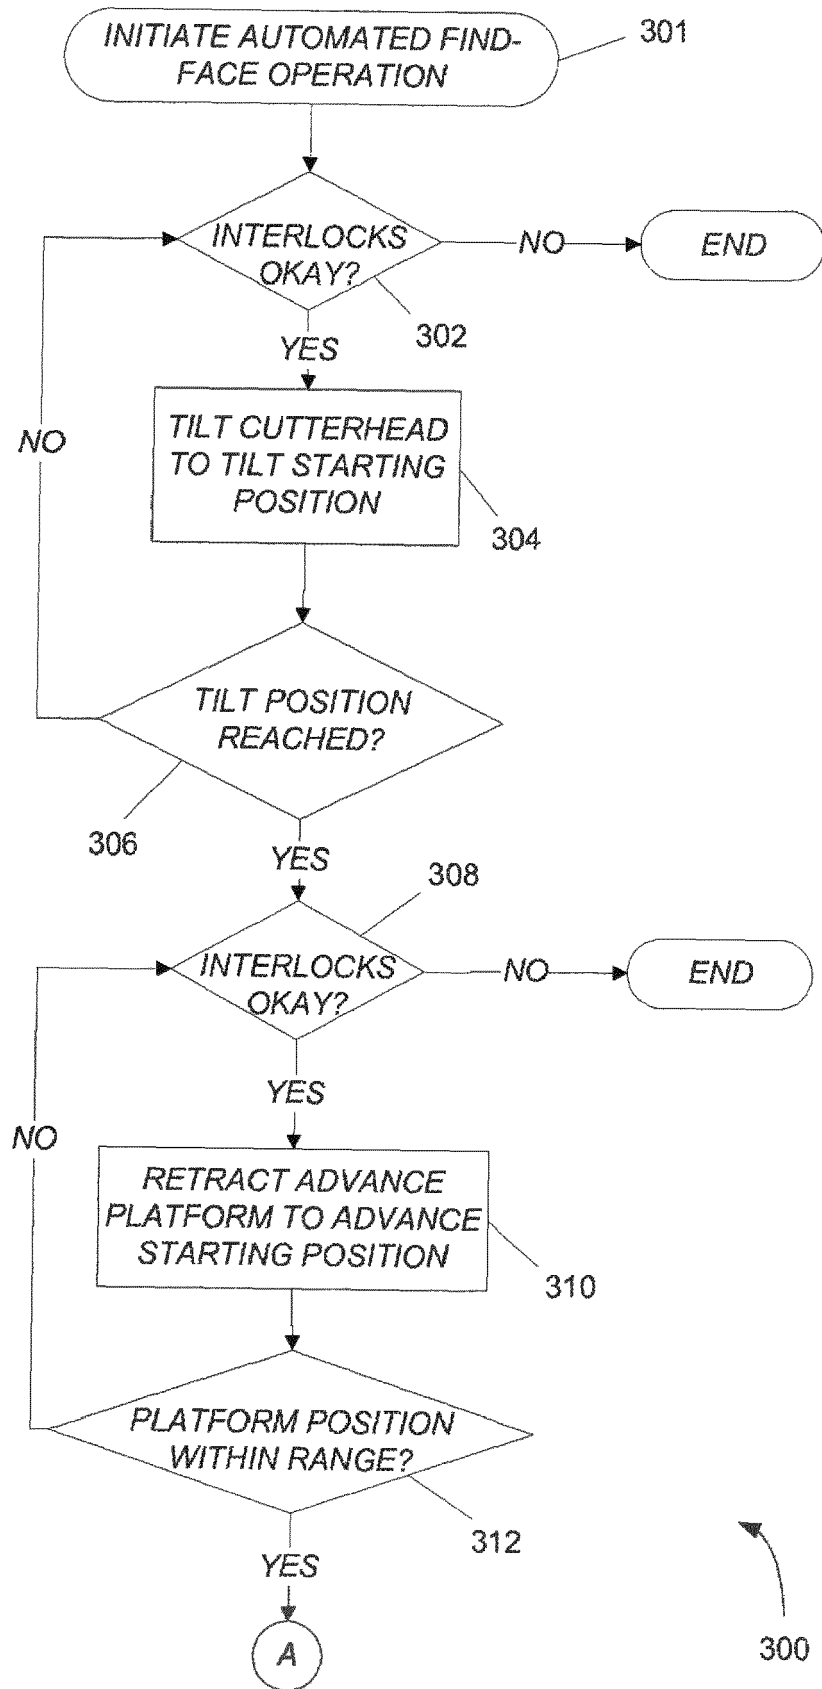 INITIATE AUTOMATED FIND-
FACE OPERATION
301
INTERLOCKS
OKAY?
NO
END
302
YES
NO
TILT CUTTERHEAD
TO TILT STARTING
POSITION
304
TILT POSITION
REACHED?
306
YES
308
INTERLOCKS
OKAY?
NO
END
YES
NO
RETRACT ADVANCE
PLATFORM TO ADVANCE
STARTING POSITION
310
PLATFORM POSITION
WITHIN RANGE?
312
YES
A
300